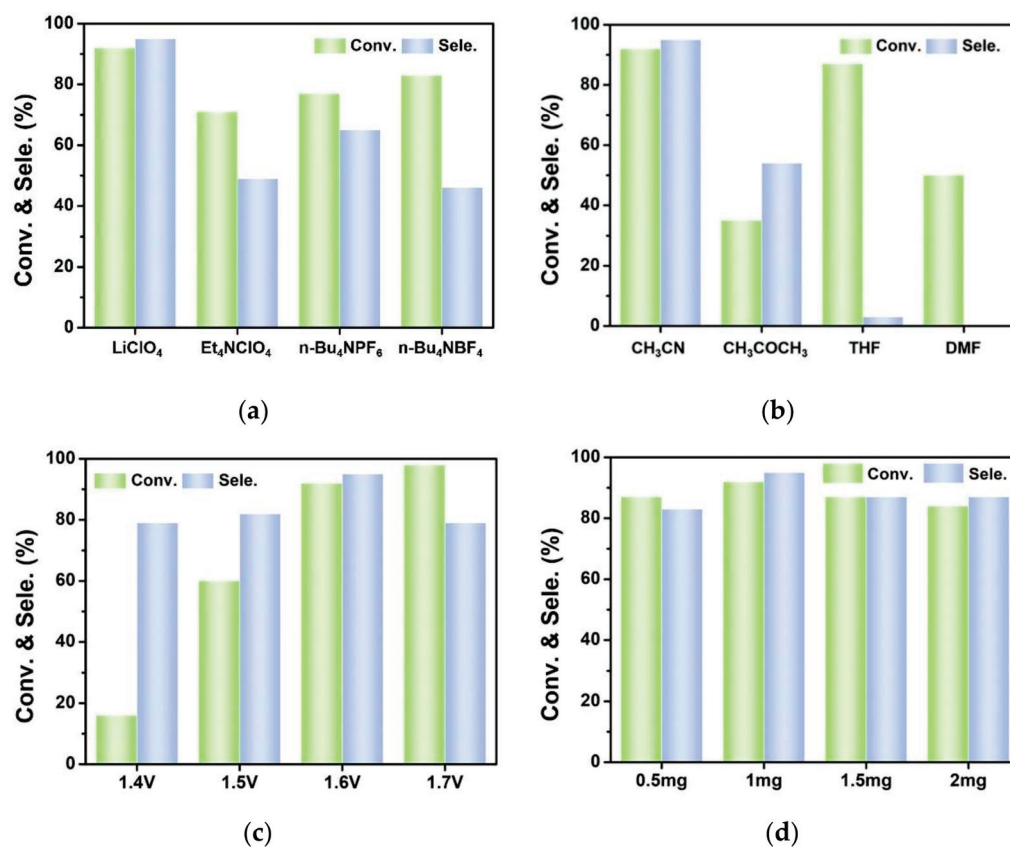 Conv. & Sele. (%)
100
80
60
40
20
0
Conv. Sele.
LiClO₄ Et₄NClO₄ n-Bu₄NPF₆ n-Bu₄NBF₄
(a)
Conv. & Sele. (%)
100
80
60
40
20
0
Conv. Sele.
CH₃CN CH₃COCH₃ THF DMF
(b)
Conv. & Sele. (%)
100
80
60
40
20
0
Conv. Sele.
1.4V 1.5V 1.6V 1.7V
(c)
Conv. & Sele. (%)
100
80
60
40
20
0
Conv. Sele.
0.5mg 1mg 1.5mg 2mg
(d)